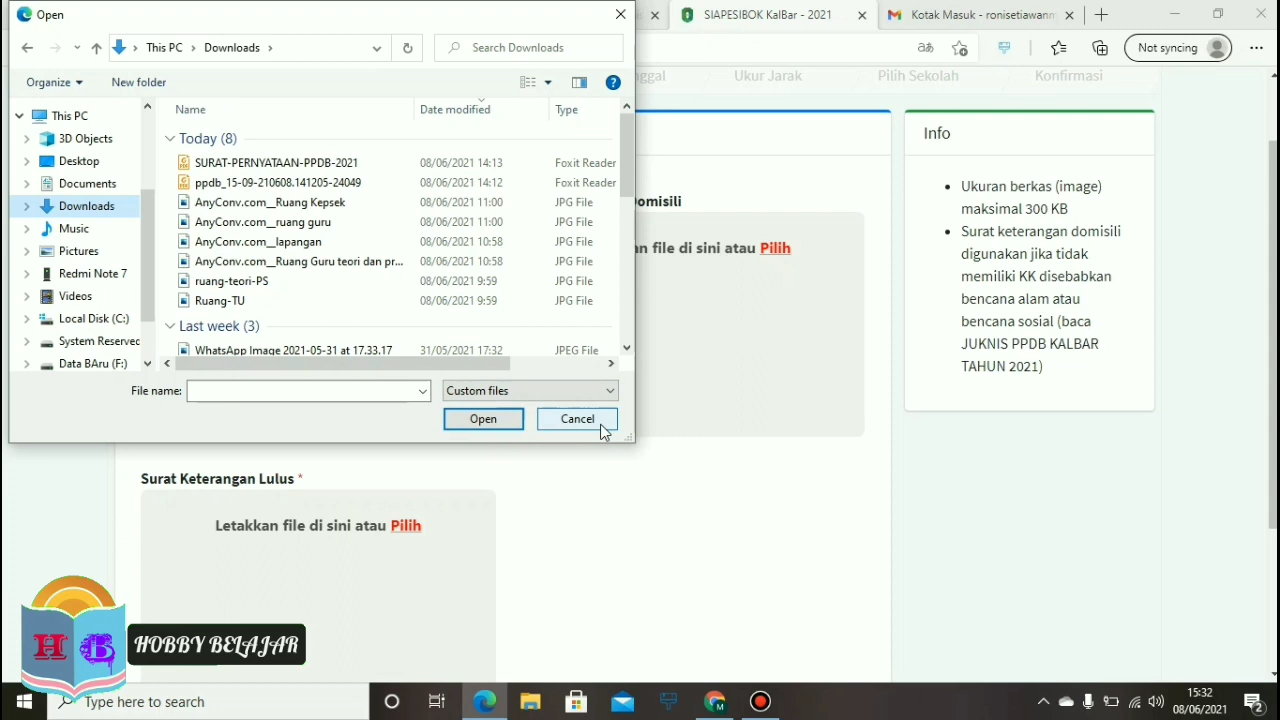 Open
SIAPESIBOK KalBar - 2021
Kotak Masuk - ronisetiawanm
This PC > Downloads >
Search Downloads
Not syncing
Organize
New folder
nggal
Ukur Jarak
Pilih Sekolah
Konfirmasi
Name
Date modified
Type
This PC
3D Objects
Desktop
Documents
Downloads
Music
Pictures
Redmi Note 7
Videos
Local Disk (C:)
System Reserved
Data BAru (F:)
Today (8)
SURAT-PERNYATAAN-PPDB-2021 08/06/2021 14:13 Foxit Reader
ppdb_15-09-210608.141205-24049 08/06/2021 14:12 Foxit Reader
AnyConv.com__Ruang Kepsek 08/06/2021 11:00 JPG File
AnyConv.com__ruang guru 08/06/2021 11:00 JPG File
AnyConv.com__lapangan 08/06/2021 10:58 JPG File
AnyConv.com__Ruang Guru teori dan pr... 08/06/2021 10:58 JPG File
ruang-teori-PS 08/06/2021 9:59 JPG File
Ruang-TU 08/06/2021 9:59 JPG File
Last week (3)
WhatsApp Image 2021-05-31 at 17.33.17 31/05/2021 17:32 JPEG File
File name:
Custom files
Open
Cancel
Domisili
an file di sini atau Pilih
Info
Ukuran berkas (image)
maksimal 300 KB
Surat keterangan domisili
digunakan jika tidak
memiliki KK disebabkan
bencana alam atau
bencana sosial (baca
JUKNIS PPDB KALBAR
TAHUN 2021)
Surat Keterangan Lulus *
Letakkan file di sini atau Pilih
H B
HOBBY BELAJAR
Type here to search
15:32
08/06/2021
2